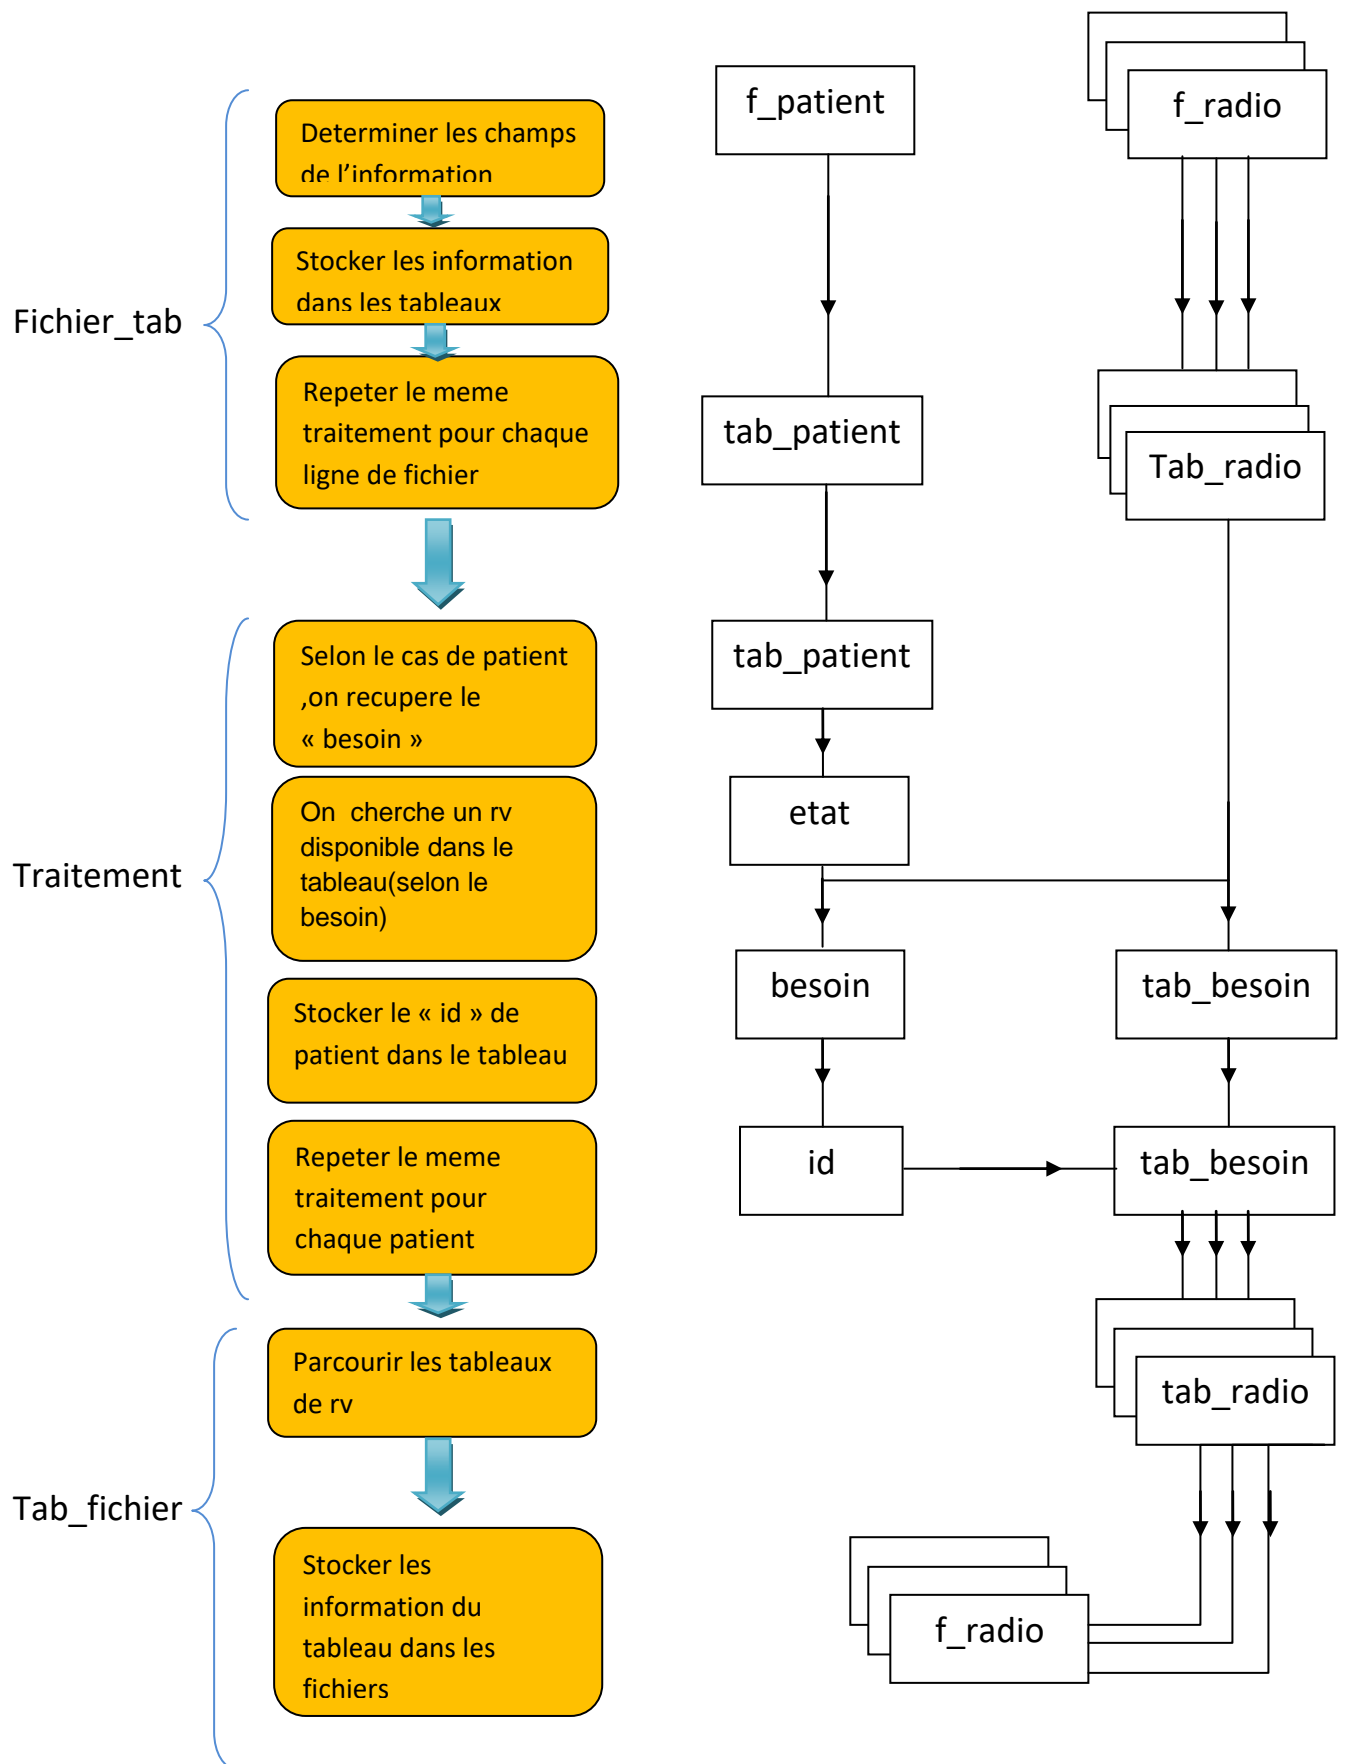 Fichier_tab
Determiner les champs
de l’information
Stocker les information
dans les tableaux
Repeter le meme
traitement pour chaque
ligne de fichier
Traitement
Selon le cas de patient
,on recupere le
« besoin »
On  cherche un rv
disponible dans le
tableau(selon le
besoin)
Stocker le « id » de
patient dans le tableau
Repeter le meme
traitement pour
chaque patient
Tab_fichier
Parcourir les tableaux
de rv
Stocker les
information du
tableau dans les
fichiers
f_patient
tab_patient
tab_patient
etat
besoin
id
f_radio
Tab_radio
tab_besoin
tab_besoin
tab_radio
f_radio